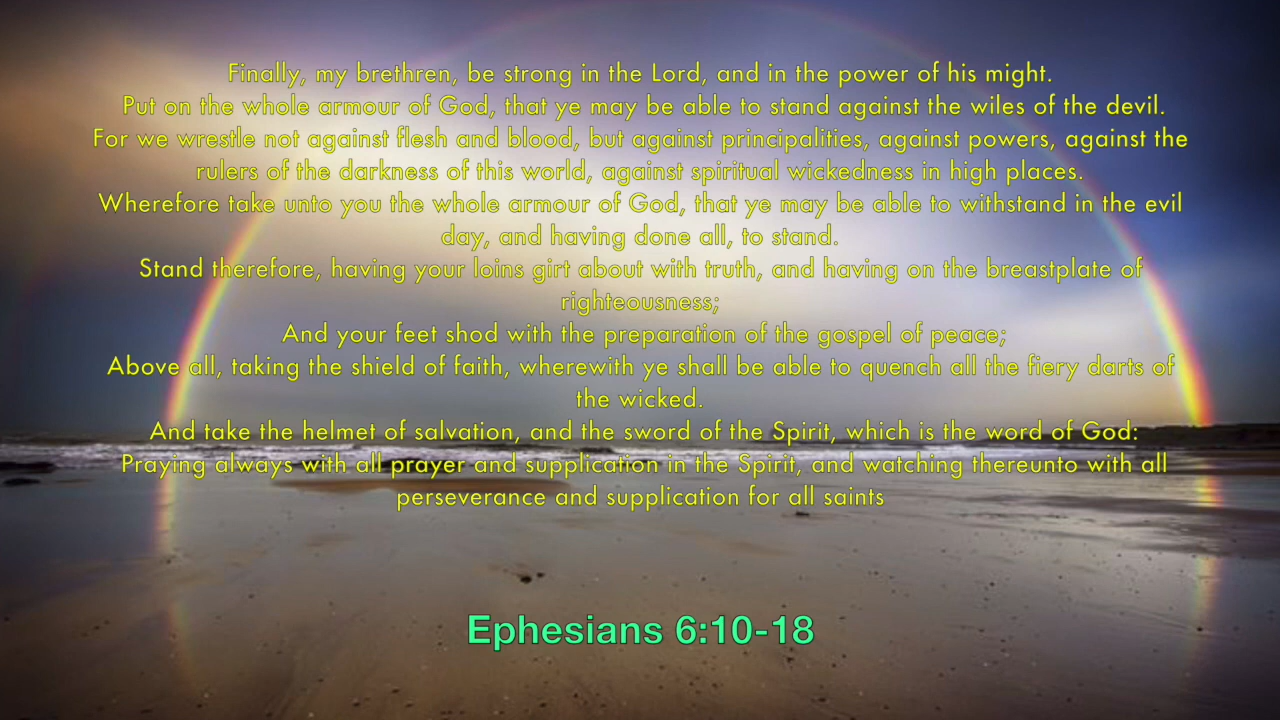 Finally, my brethren, be strong in the Lord, and in the power of his might.
Put on the whole armour of God, that ye may be able to stand against the wiles of the devil.
For we wrestle not against flesh and blood, but against principalities, against powers, against the
rulers of the darkness of this world, against spiritual wickedness in high places.
Wherefore take unto you the whole armour of God, that ye may be able to withstand in the evil
day, and having done all, to stand.
Stand therefore, having your loins girt about with truth, and having on the breastplate of
righteousness;
And your feet shod with the preparation of the gospel of peace;
Above all, taking the shield of faith, wherewith ye shall be able to quench all the fiery darts of
the wicked.
And take the helmet of salvation, and the sword of the Spirit, which is the word of God:
Praying always with all prayer and supplication in the Spirit, and watching thereunto with all
perseverance and supplication for all saints
Ephesians 6:10-18